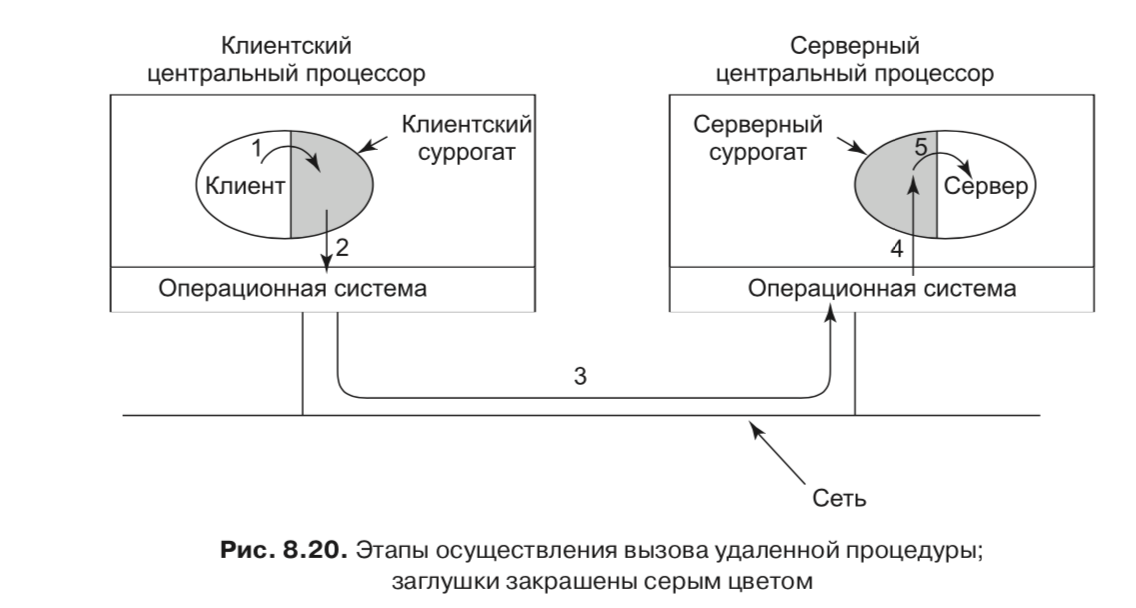 Клиентский
центральный процессор
Серверный
центральный процессор
Клиентский
суррогат
1
Клиент
2
Операционная система
Серверный
суррогат
5
Сервер
4
Операционная система
3
Сеть
Рис. 8.20. Этапы осуществления вызова удаленной процедуры;
заглушки закрашены серым цветом